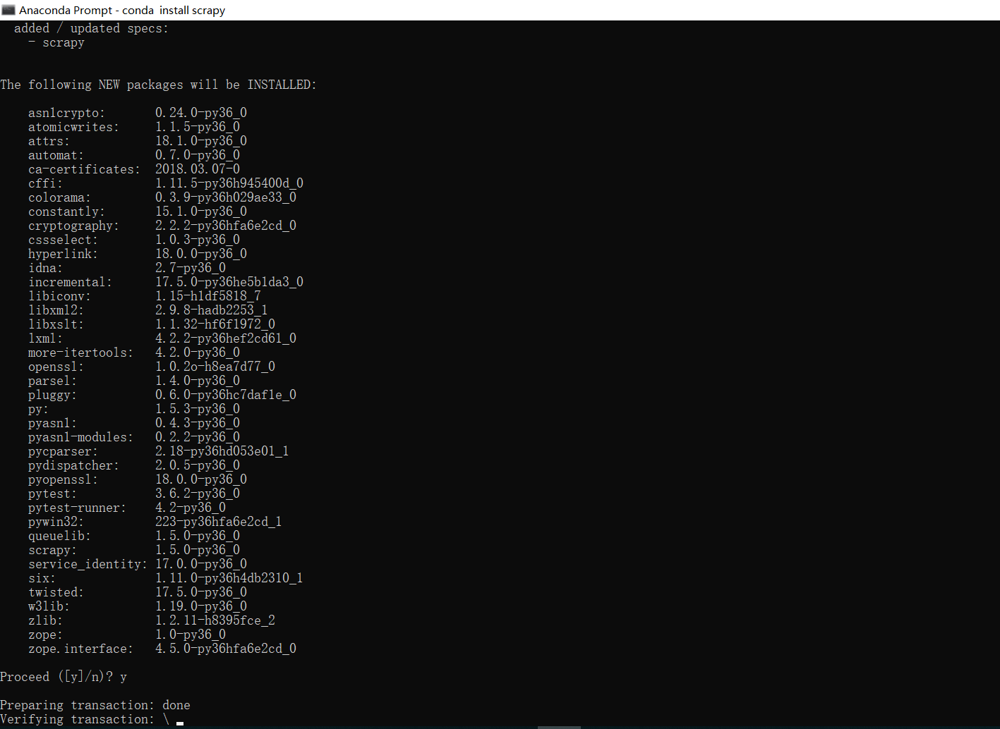 Anaconda Prompt - conda  install scrapy
added / updated specs:
- scrapy
The following NEW packages will be INSTALLED:
asn1crypto: 0.24.0-py36_0
atomicwrites: 1.1.5-py36_0
attrs: 18.1.0-py36_0
automat: 0.7.0-py36_0
ca-certificates: 2018.03.07-0
cffi: 1.11.5-py36h945400d_0
colorama: 0.3.9-py36h029ae33_0
constantly: 15.1.0-py36_0
cryptography: 2.2.2-py36hfa6e2cd_0
cssselect: 1.0.3-py36_0
hyperlink: 18.0.0-py36_0
idna: 2.7-py36_0
incremental: 17.5.0-py36he5b1da3_0
libiconv: 1.15-h1df5818_7
libxml2: 2.9.8-hadb2253_1
libxslt: 1.1.32-hf6f1972_0
lxml: 4.2.2-py36hef2cd61_0
more-itertools: 4.2.0-py36_0
openssl: 1.0.2o-h8ea7d77_0
parsel: 1.4.0-py36_0
pluggy: 0.6.0-py36hc7daf1e_0
py: 1.5.3-py36_0
pyasn1: 0.4.3-py36_0
pyasn1-modules: 0.2.2-py36_0
pycparser: 2.18-py36hd053e01_1
pydispatcher: 2.0.5-py36_0
pyopenssl: 18.0.0-py36_0
pytest: 3.6.2-py36_0
pytest-runner: 4.2-py36_0
pywin32: 223-py36hfa6e2cd_1
queuelib: 1.5.0-py36_0
scrapy: 1.5.0-py36_0
service_identity: 17.0.0-py36_0
six: 1.11.0-py36h4db2310_1
twisted: 17.5.0-py36_0
w3lib: 1.19.0-py36_0
zlib: 1.2.11-h8395fce_2
zope: 1.0-py36_0
zope.interface: 4.5.0-py36hfa6e2cd_0
Proceed ([y]/n)? y
Preparing transaction: done
Verifying transaction: \